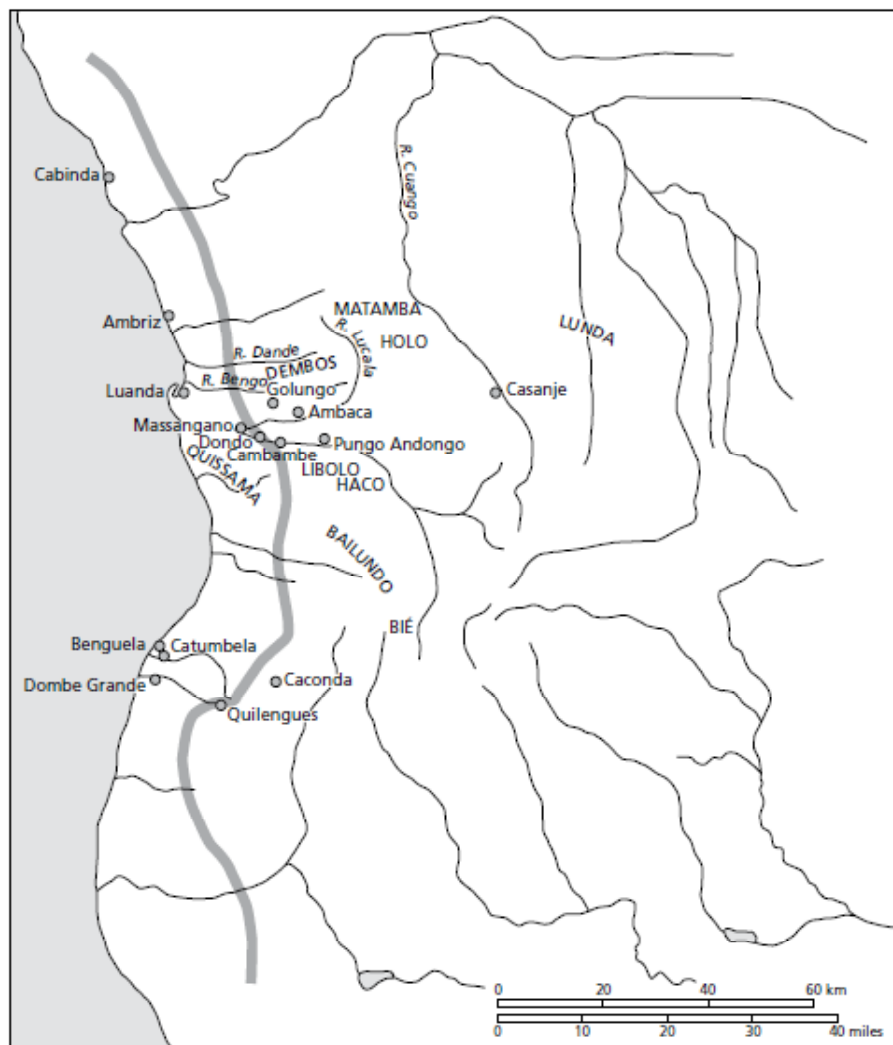 Cabinda
R. Cuango
Ambriz
MATAMBA
LUNDA
R. Lucala
HOLO
R. Dande
DEMBOS
R. Bengo
Luanda
Golungo
Casanje
Ambaca
Massangano
Dondo
Pungo Andongo
Cambambe
QUISSAMA
LIBOLO
HACO
BAILUNDO
BIÉ
Benguela
Catumbela
Dombe Grande
Caconda
Quilengues
0 20 40 60 km
0 10 20 30 40 miles